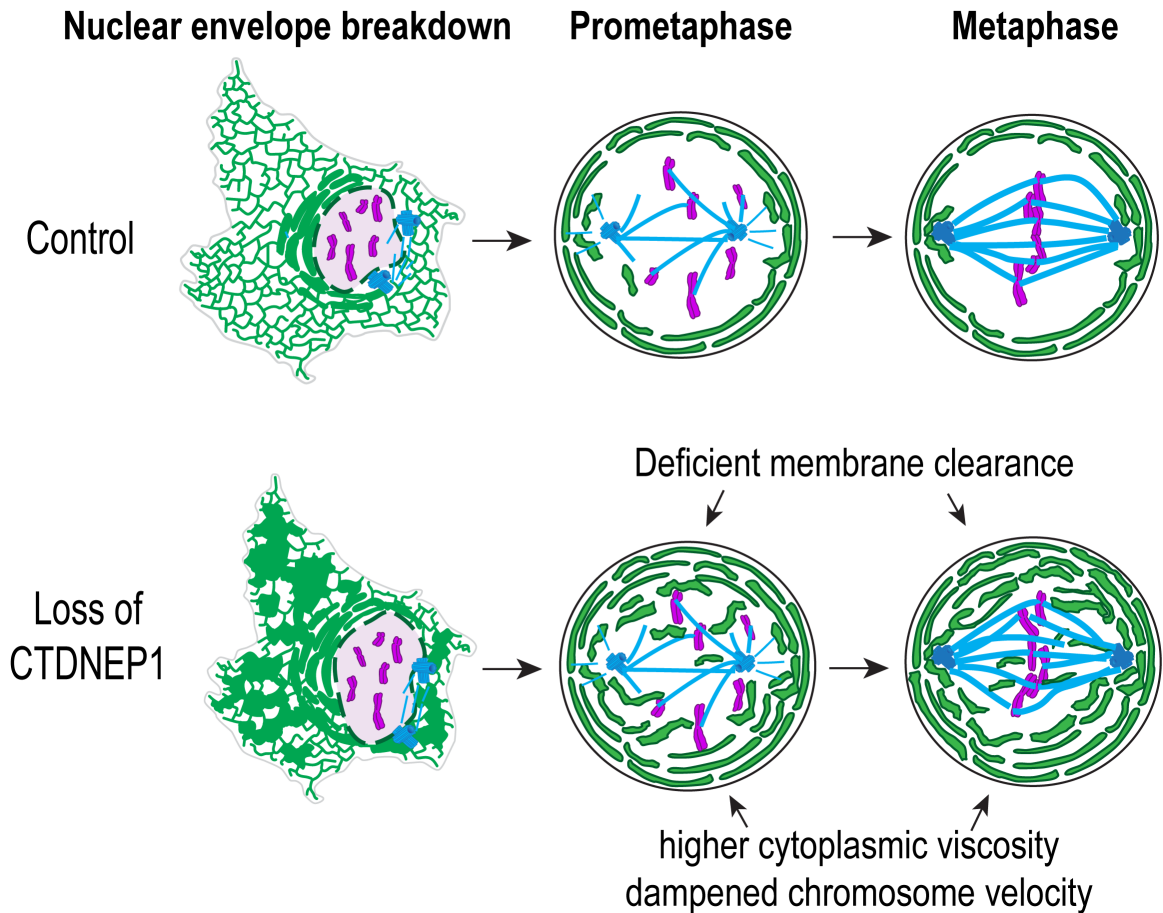 Nuclear envelope breakdown
Prometaphase
Metaphase
Control
Deficient membrane clearance
Loss of
CTDNEP1
higher cytoplasmic viscosity
dampened chromosome velocity